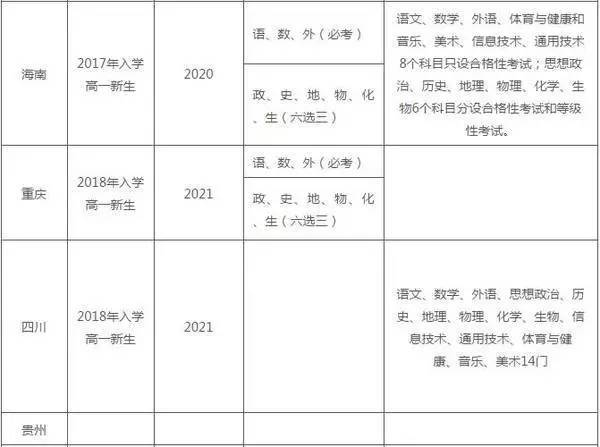 海南
2017年入学
高一新生
2020
语、数、外（必考）
政、史、地、物、化
、生（六选三）
语文、数学、外语、体育与健康和
音乐、美术、信息技术、通用技术
8个科目只设合格性考试；思想政
治、历史、地理、物理、化学、生
物6个科目分设合格性考试和等级
性考试。
重庆
2018年入学
高一新生
2021
语、数、外（必考）
政、史、地、物、化
、生（六选三）
四川
2018年入学
高一新生
2021
语文、数学、外语、思想政治、历
史、地理、物理、化学、生物、信
息技术、通用技术、体育与健
康、音乐、美术14门
贵州